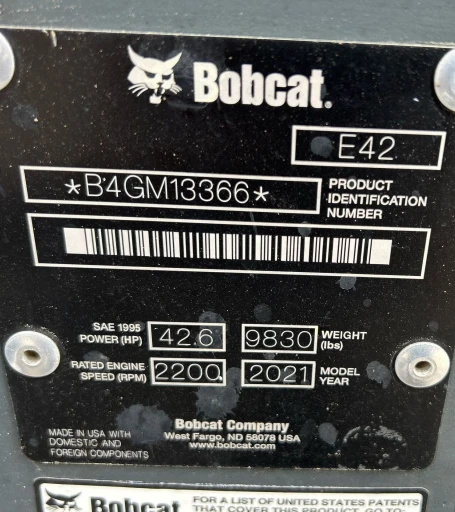 Bobcat.
E42
*B4GM13366*
PRODUCT
IDENTIFICATION
NUMBER
SAE 1995
POWER (HP)
42.6
9830
WEIGHT
(lbs)
RATED ENGINE
SPEED (RPM)
2200
2021
MODEL
YEAR
MADE IN USA WITH
DOMESTIC AND
FOREIGN COMPONENTS
Bobcat Company
West Fargo, ND 58078 USA
www.bobcat.com
Bobcat
FOR A LIST OF UNITED STATES PATENTS
THAT COVER THIS PRODUCT, GO TO: